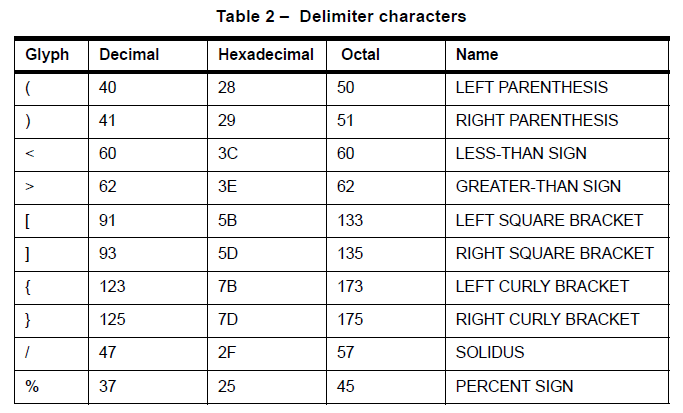 Table 2 – Delimiter characters
Glyph Decimal Hexadecimal Octal Name
( 40 28 50 LEFT PARENTHESIS
) 41 29 51 RIGHT PARENTHESIS
< 60 3C 60 LESS-THAN SIGN
> 62 3E 62 GREATER-THAN SIGN
[ 91 5B 133 LEFT SQUARE BRACKET
] 93 5D 135 RIGHT SQUARE BRACKET
{ 123 7B 173 LEFT CURLY BRACKET
} 125 7D 175 RIGHT CURLY BRACKET
/ 47 2F 57 SOLIDUS
% 37 25 45 PERCENT SIGN